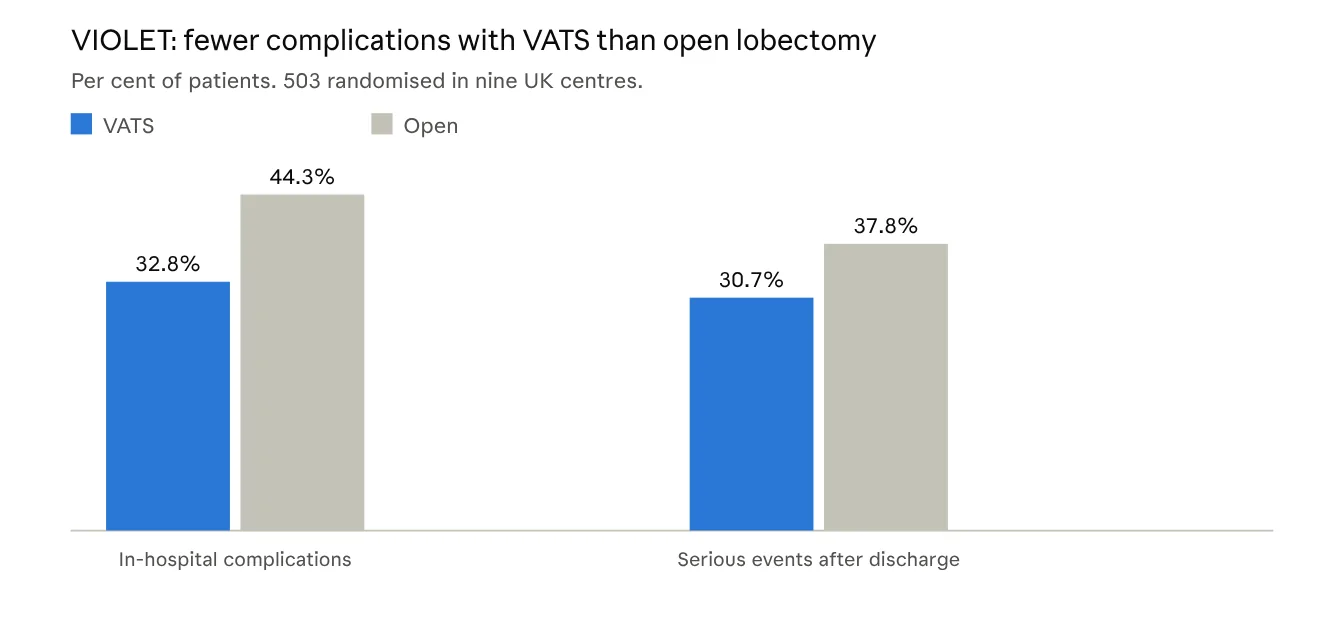 VIOLET: fewer complications with VATS than open lobectomy
Per cent of patients. 503 randomised in nine UK centres.
VATS Open
44.3%
37.8%
32.8%
30.7%
In-hospital complications Serious events after discharge